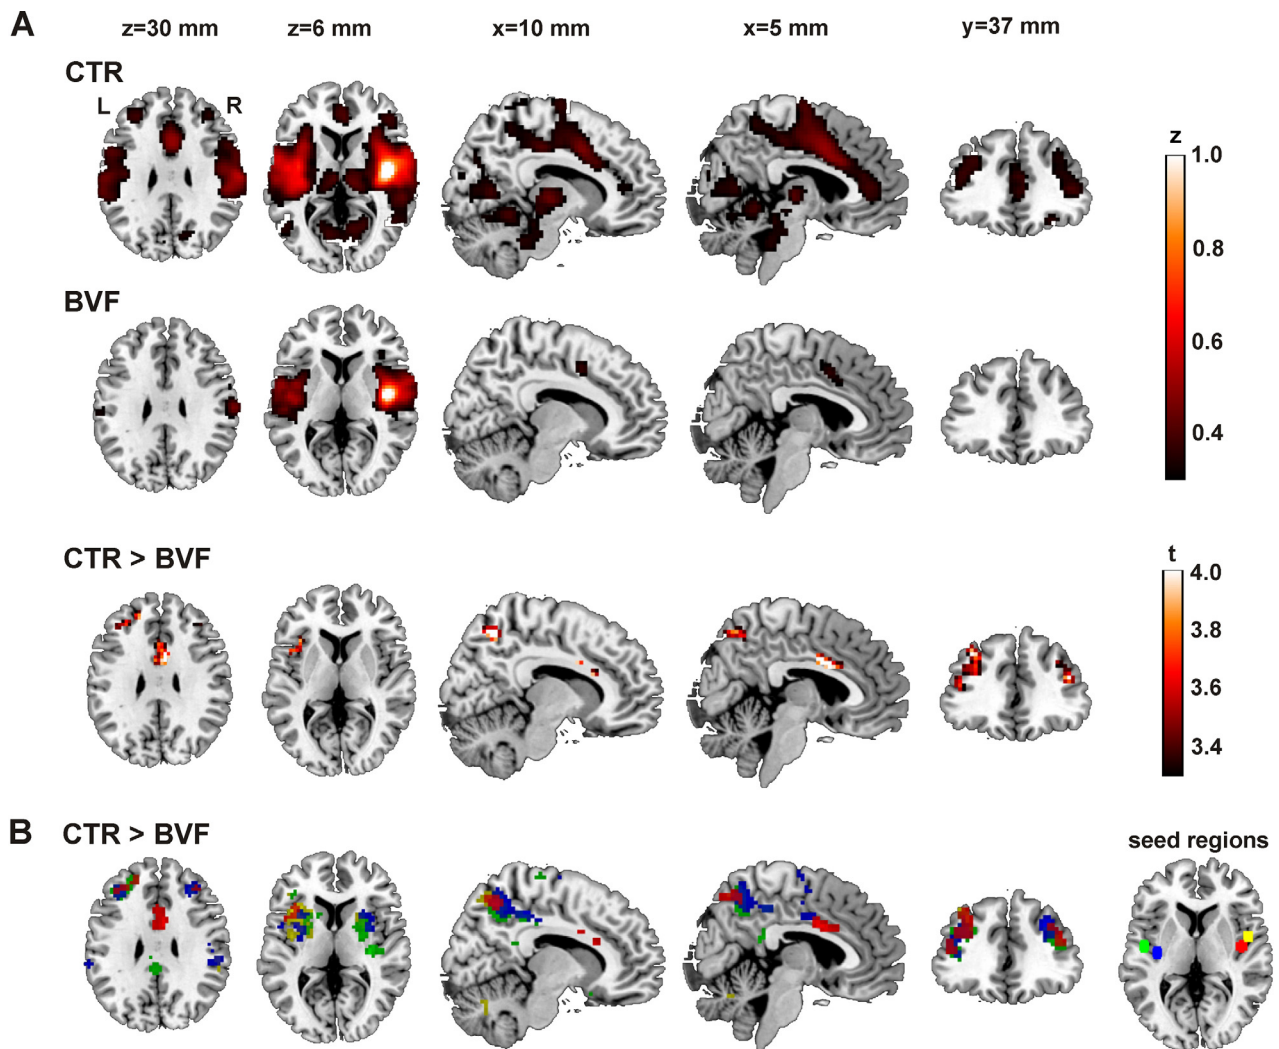 A z=30 mm z=6 mm x=10 mm x=5 mm y=37 mm
CTR
L R
z
1.0
0.8
0.6
0.4
BVF
CTR > BVF
t
4.0
3.8
3.6
3.4
B CTR > BVF
seed regions